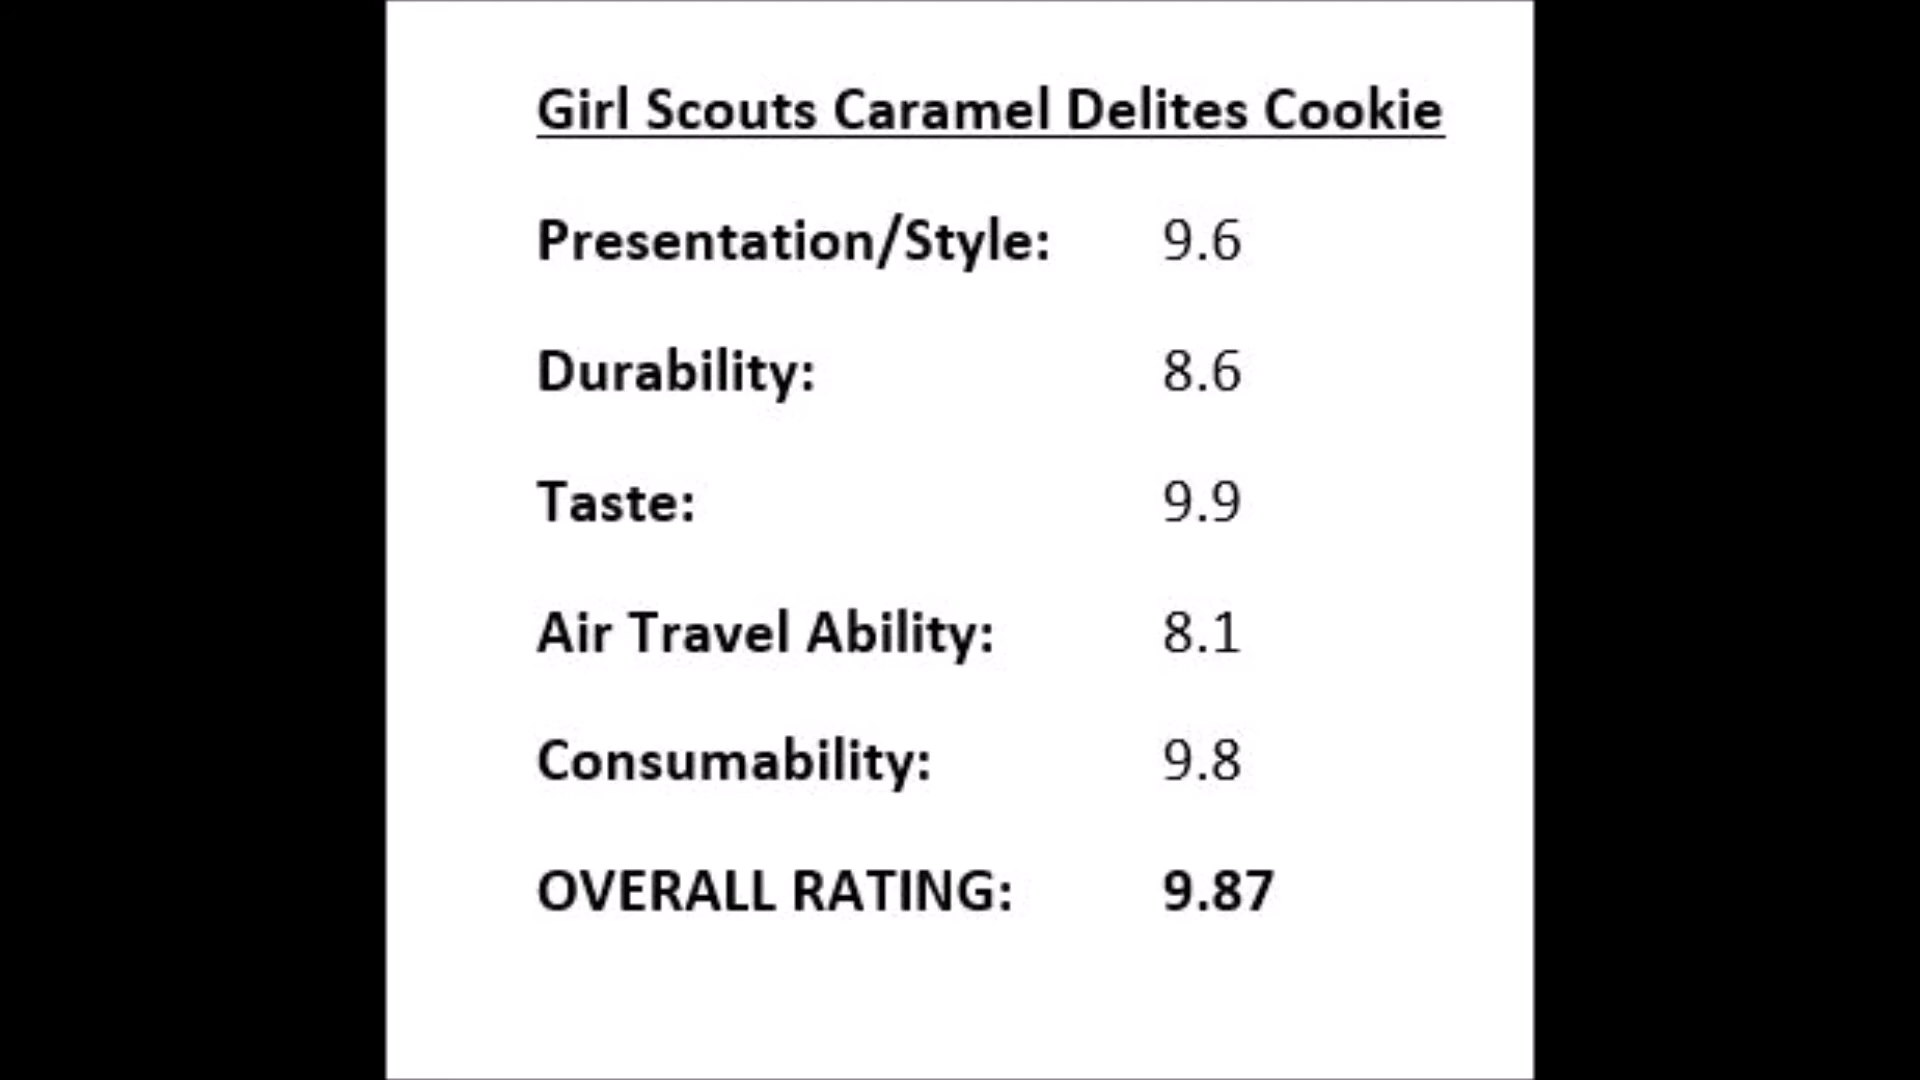 Girl Scouts Caramel Delites Cookie
Presentation/Style: 9.6
Durability: 8.6
Taste: 9.9
Air Travel Ability: 8.1
Consumability: 9.8
OVERALL RATING: 9.87